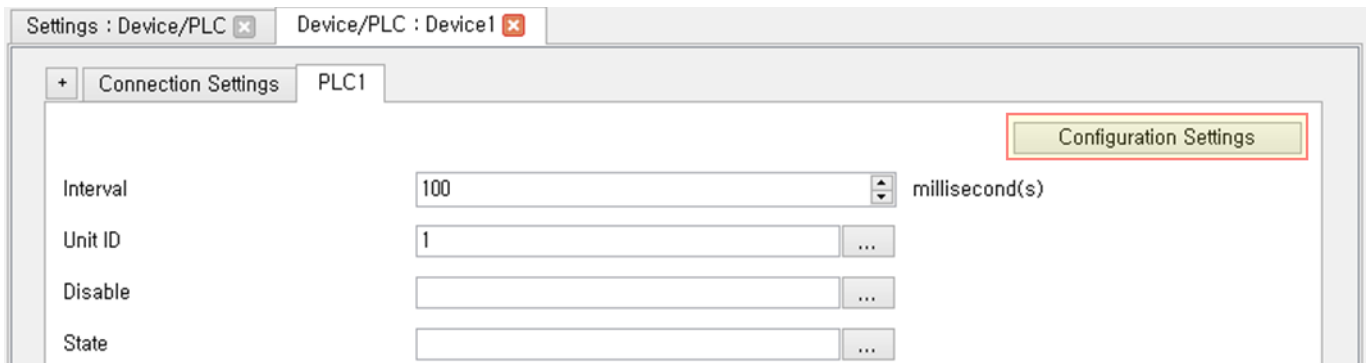 Settings : Device/PLC Device/PLC : Device1
+ Connection Settings PLC1
Configuration Settings
Interval 100 millisecond(s)
Unit ID 1 ...
Disable ...
State ...